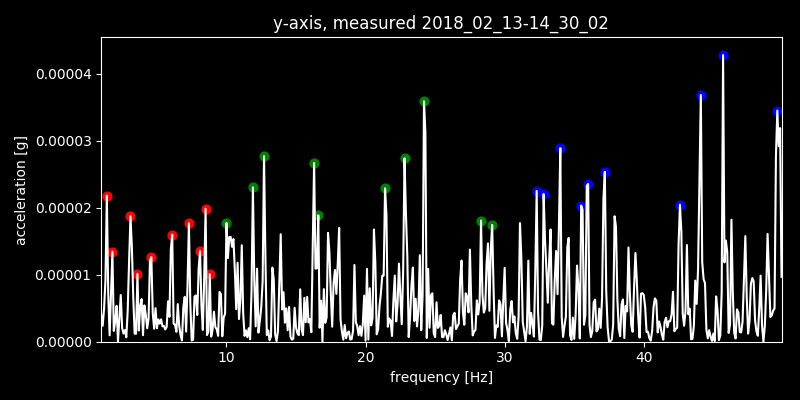 y-axis, measured 2018_02_13-14_30_02
acceleration [g]
0.00004
0.00003
0.00002
0.00001
0.00000
10 20 30 40
frequency [Hz]